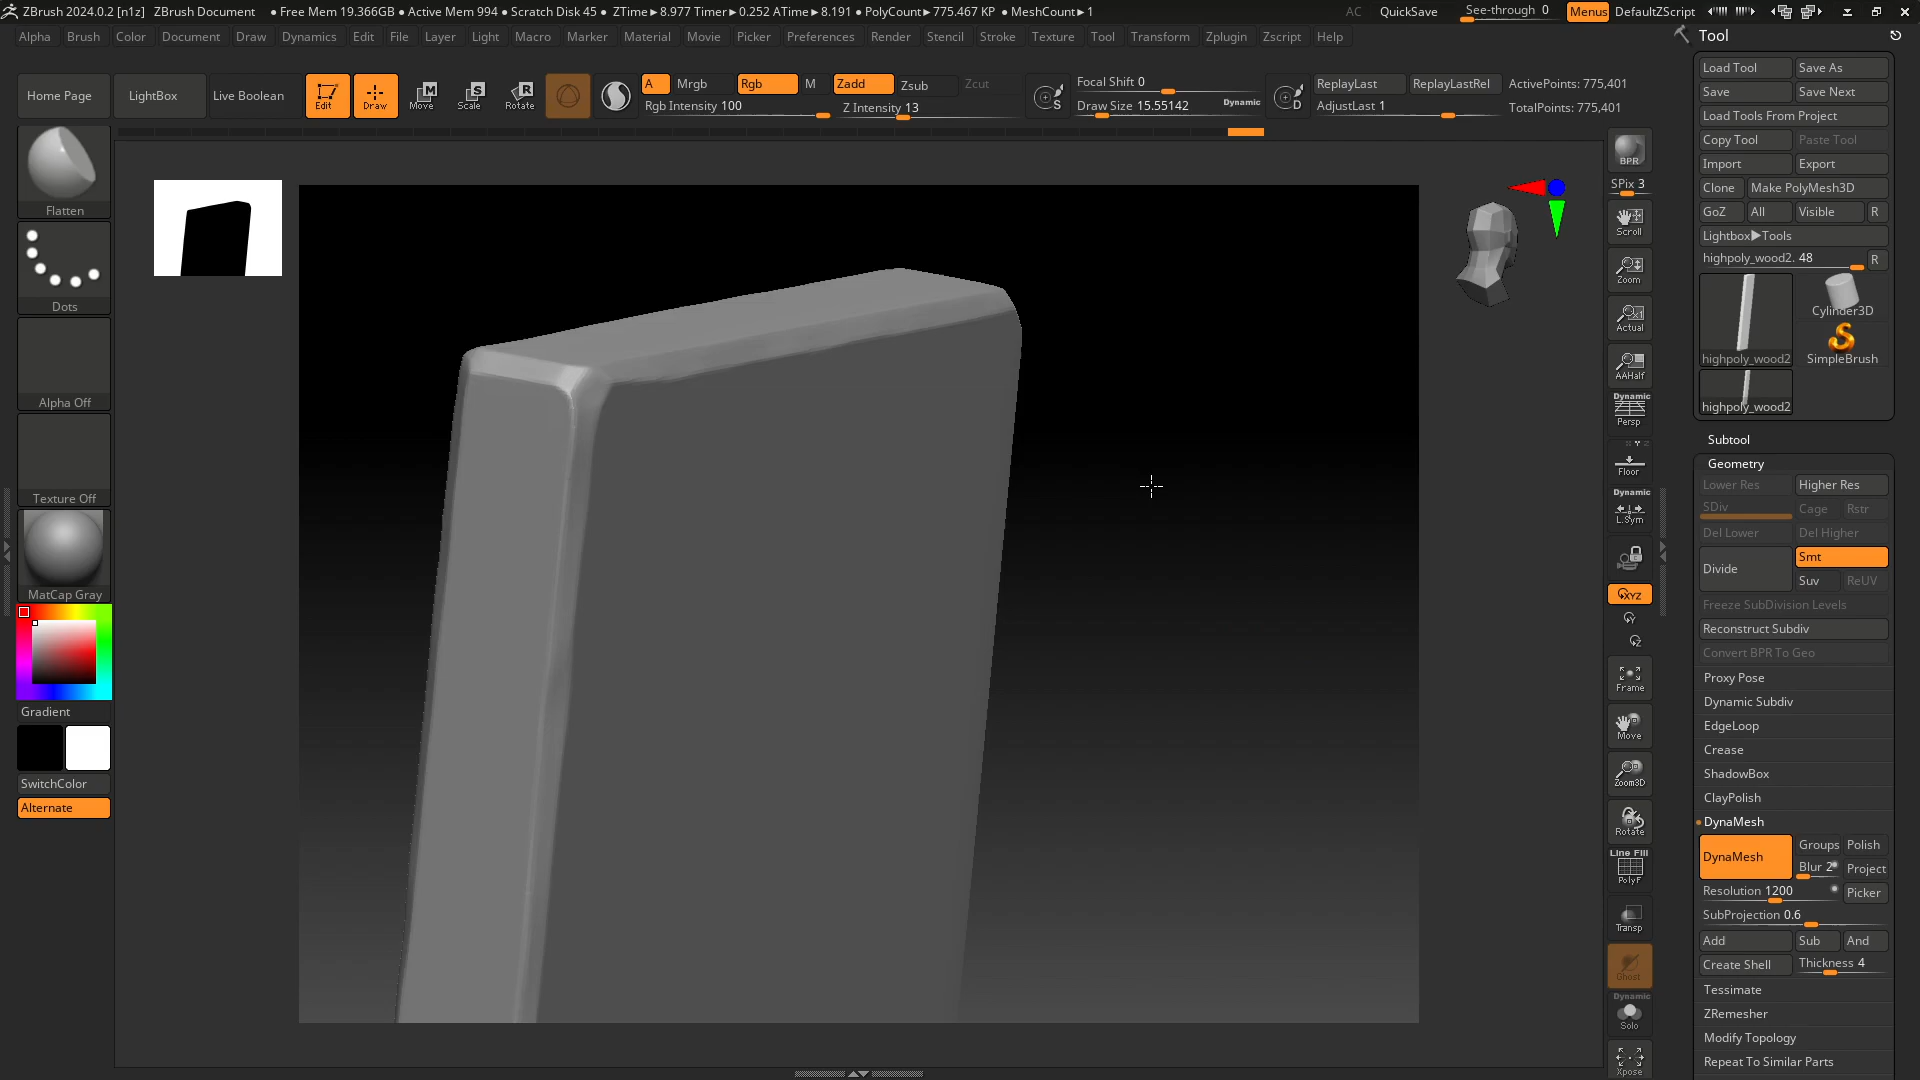 ZBrush 2024.0.2 [n1z] ZBrush Document ● Free Mem 19.366GB ● Active Mem 994 ● Scratch Disk 45 ● ZTime►8.977 Timer►0.252 ATime►8.191 ● PolyCount►775.467 KP ● MeshCount►1 AC QuickSave See-through 0 Menus DefaultZScript
Alpha Brush Color Document Draw Dynamics Edit File Layer Light Macro Marker Material Movie Picker Preferences Render Stencil Stroke Texture Tool Transform Zplugin Zscript Help
Home Page LightBox Live Boolean Edit Draw Move Scale Rotate
A Mrgb Rgb M Zadd Zsub Zcut
Rgb Intensity 100 Z Intensity 13
Focal Shift 0
Draw Size 15.55142 Dynamic
S D
ReplayLast ReplayLastRel ActivePoints: 775,401
AdjustLast 1 TotalPoints: 775,401
Flatten
Dots
Alpha Off
Texture Off
MatCap Gray
Gradient
SwitchColor
Alternate
BPR
SPix 3
Scroll
Zoom
Actual
AAHalf
Dynamic
Persp
Floor
Dynamic
L.Sym
XYZ
Y
Z
Frame
Move
Zoom3D
Rotate
Line Fill
PolyF
Transp
Ghost
Dynamic
Solo
Xpose
Tool
Load Tool Save As
Save Save Next
Load Tools From Project
Copy Tool Paste Tool
Import Export
Clone Make PolyMesh3D
GoZ All Visible R
Lightbox▶Tools
highpoly_wood2. 48 R
highpoly_wood2 Cylinder3D
SimpleBrush
highpoly_wood2
Subtool
Geometry
Lower Res Higher Res
SDiv Cage Rstr
Del Lower Del Higher
Divide Smt
Suv ReUV
Freeze SubDivision Levels
Reconstruct Subdiv
Convert BPR To Geo
Proxy Pose
Dynamic Subdiv
EdgeLoop
Crease
ShadowBox
ClayPolish
DynaMesh
DynaMesh Groups Polish
Blur 2 Project
Resolution 1200 Picker
SubProjection 0.6
Add Sub And
Create Shell Thickness 4
Tessimate
ZRemesher
Modify Topology
Repeat To Similar Parts